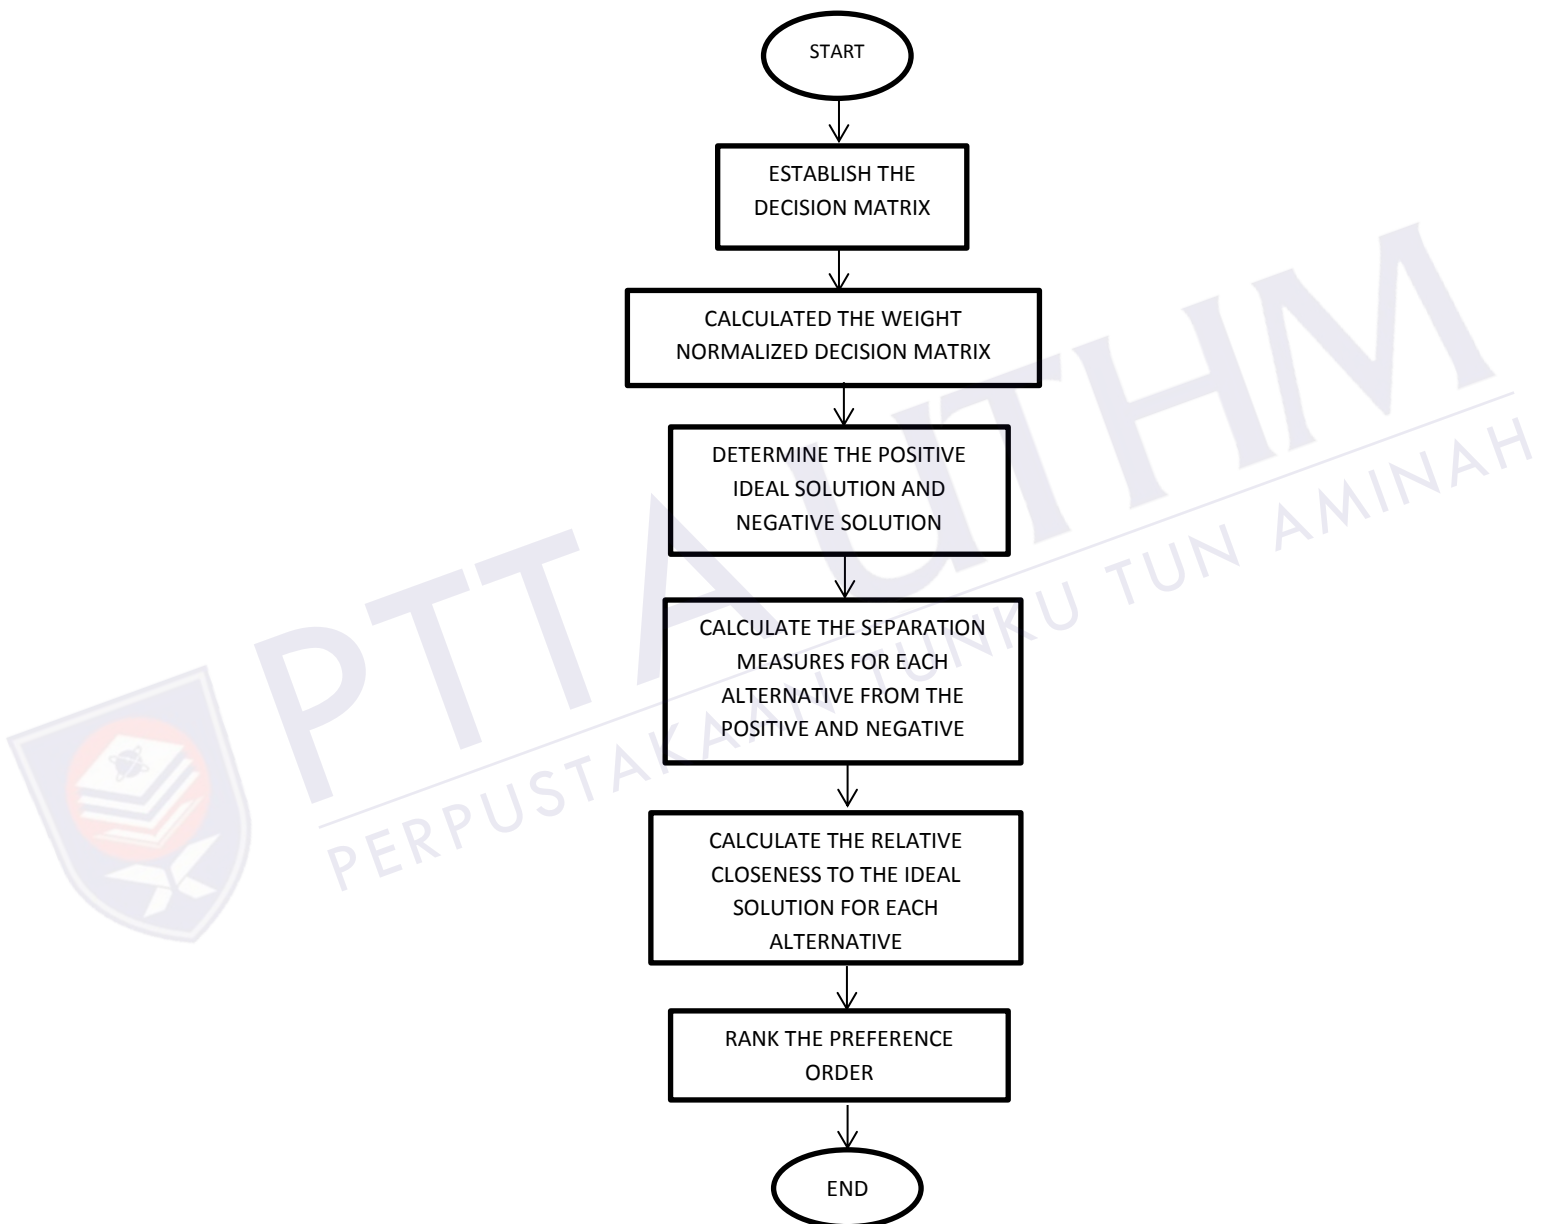 START
ESTABLISH THE
DECISION MATRIX
CALCULATED THE WEIGHT
NORMALIZED DECISION MATRIX
DETERMINE THE POSITIVE
IDEAL SOLUTION AND
NEGATIVE SOLUTION
CALCULATE THE SEPARATION
MEASURES FOR EACH
ALTERNATIVE FROM THE
POSITIVE AND NEGATIVE
CALCULATE THE RELATIVE
CLOSENESS TO THE IDEAL
SOLUTION FOR EACH
ALTERNATIVE
RANK THE PREFERENCE
ORDER
END
PTTA UTHM
PERPUSTAKAAN TUNKU TUN AMINAH